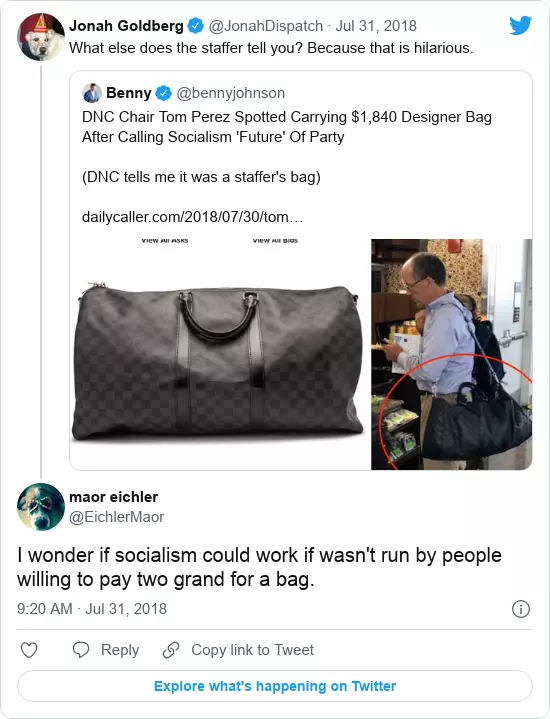 Jonah Goldberg @JonahDispatch · Jul 31, 2018
What else does the staffer tell you? Because that is hilarious.
Benny @bennyjohnson
DNC Chair Tom Perez Spotted Carrying $1,840 Designer Bag
After Calling Socialism 'Future' Of Party
(DNC tells me it was a staffer's bag)
dailycaller.com/2018/07/30/tom…
View All Asks View All Bids
maor eichler
@EichlerMaor
I wonder if socialism could work if wasn't run by people
willing to pay two grand for a bag.
9:20 AM · Jul 31, 2018
Reply Copy link to Tweet
Explore what's happening on Twitter